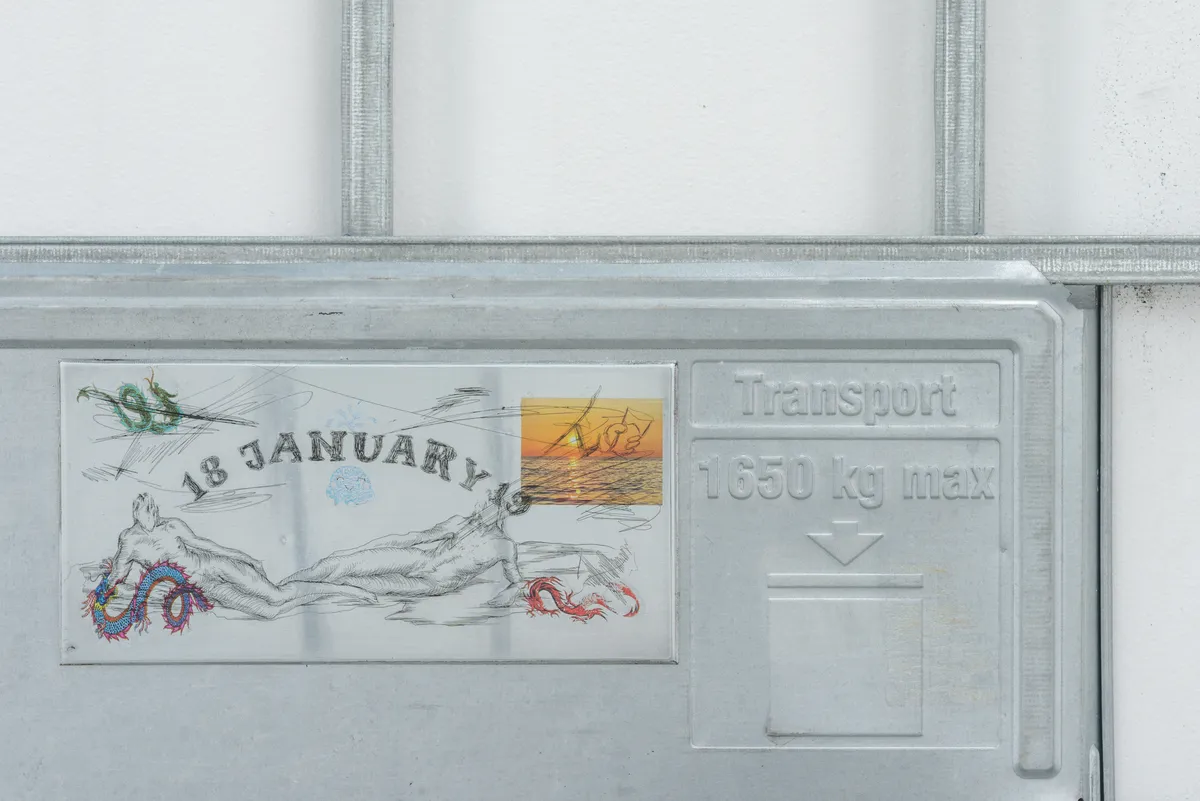 18 JANUARY
Transport
1650 kg max